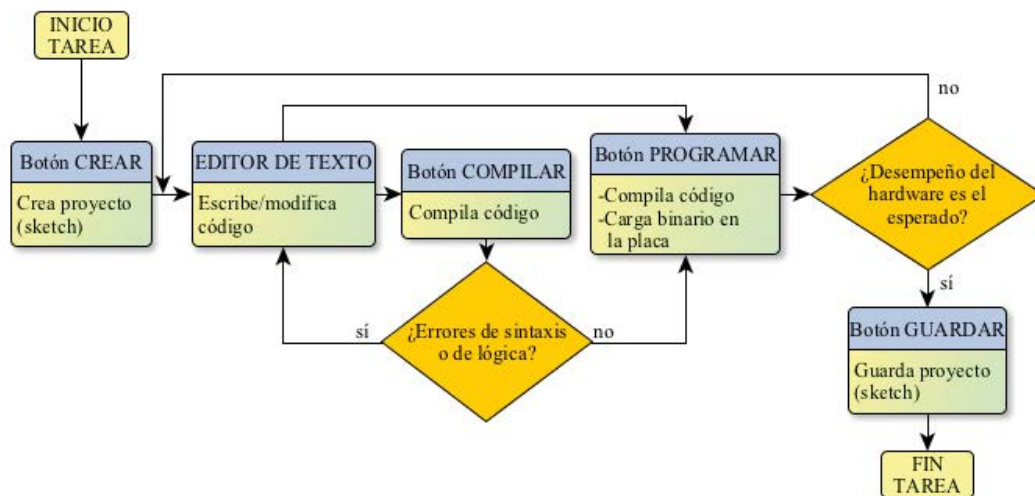 INICIO
TAREA
no
Botón CREAR
Crea proyecto
(sketch)
EDITOR DE TEXTO
Escribe/modifica
código
Botón COMPILAR
Compila código
Botón PROGRAMAR
-Compila código
-Carga binario en
la placa
¿Desempeño del
hardware es el
esperado?
sí
¿Errores de sintaxis
o de lógica?
no
sí
Botón GUARDAR
Guarda proyecto
(sketch)
FIN
TAREA